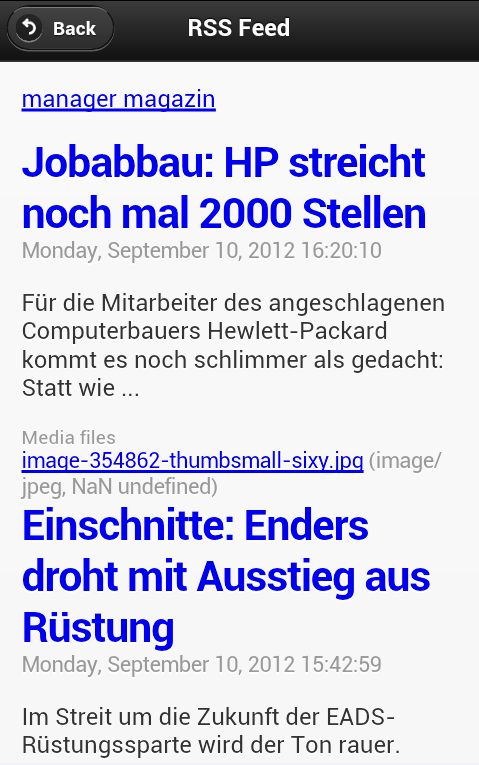 Back
RSS Feed
manager magazin
Jobabbau: HP streicht
noch mal 2000 Stellen
Monday, September 10, 2012 16:20:10
Für die Mitarbeiter des angeschlagenen
Computerbauers Hewlett-Packard
kommt es noch schlimmer als gedacht:
Statt wie ...
Media files
image-354862-thumbsmall-sixy.jpg (image/
jpeg, NaN undefined)
Einschnitte: Enders
droht mit Ausstieg aus
Rüstung
Monday, September 10, 2012 15:42:59
Im Streit um die Zukunft der EADS-
Rüstungssparte wird der Ton rauer.